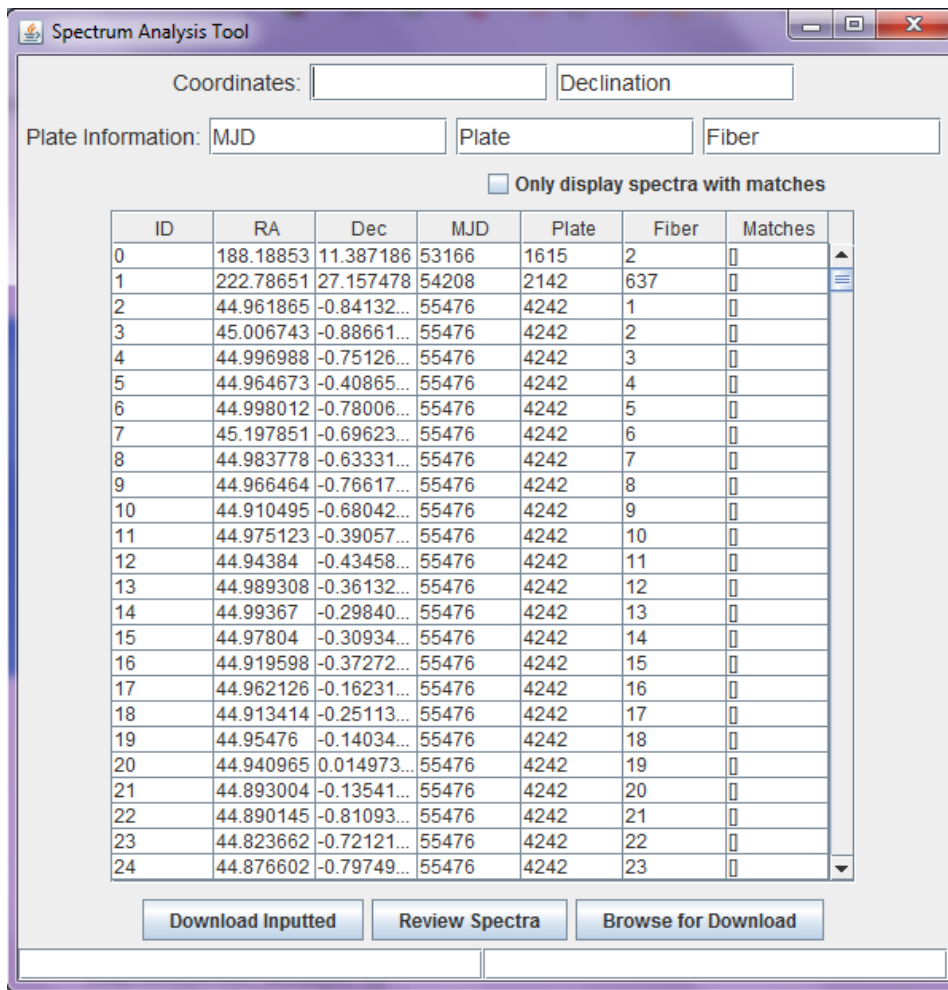 Spectrum Analysis Tool
Coordinates: Declination
Plate Information: MJD Plate Fiber
Only display spectra with matches
ID RA Dec MJD Plate Fiber Matches
0 188.18853 11.387186 53166 1615 2 []
1 222.78651 27.157478 54208 2142 637 []
2 44.961865 -0.84132... 55476 4242 1 []
3 45.006743 -0.88661... 55476 4242 2 []
4 44.996988 -0.75126... 55476 4242 3 []
5 44.964673 -0.40865... 55476 4242 4 []
6 44.998012 -0.78006... 55476 4242 5 []
7 45.197851 -0.69623... 55476 4242 6 []
8 44.983778 -0.63331... 55476 4242 7 []
9 44.966464 -0.76617... 55476 4242 8 []
10 44.910495 -0.68042... 55476 4242 9 []
11 44.975123 -0.39057... 55476 4242 10 []
12 44.94384 -0.43458... 55476 4242 11 []
13 44.989308 -0.36132... 55476 4242 12 []
14 44.99367 -0.29840... 55476 4242 13 []
15 44.97804 -0.30934... 55476 4242 14 []
16 44.919598 -0.37272... 55476 4242 15 []
17 44.962126 -0.16231... 55476 4242 16 []
18 44.913414 -0.25113... 55476 4242 17 []
19 44.95476 -0.14034... 55476 4242 18 []
20 44.940965 0.014973... 55476 4242 19 []
21 44.893004 -0.13541... 55476 4242 20 []
22 44.890145 -0.81093... 55476 4242 21 []
23 44.823662 -0.72121... 55476 4242 22 []
24 44.876602 -0.79749... 55476 4242 23 []
Download Inputted Review Spectra Browse for Download